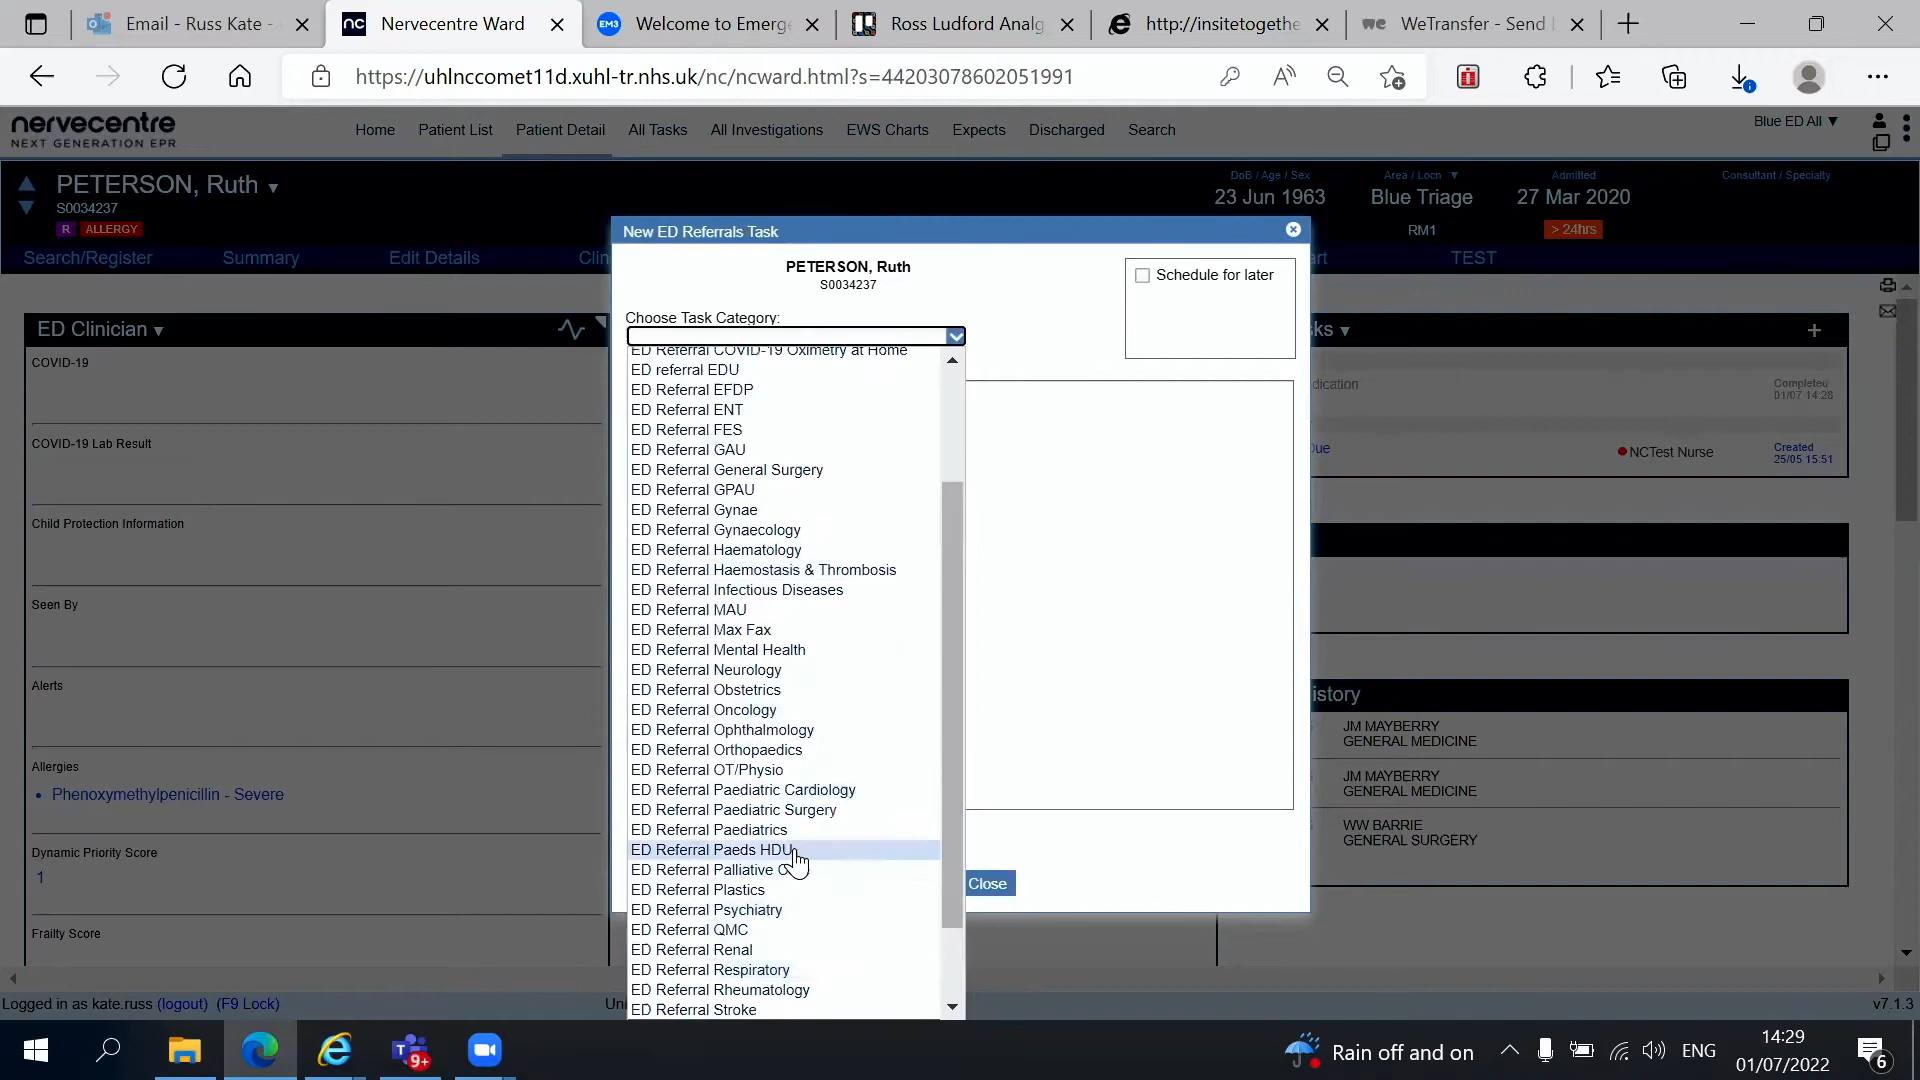 Email - Russ Kate -
Nervecentre Ward
EM3
Welcome to Emerge
Ross Ludford Analg
http://insitetogethe
we
WeTransfer - Send
https://uhlnccomet11d.xuhl-tr.nhs.uk/nc/ncward.html?s=44203078602051991
nervecentre
NEXT GENERATION EPR
Home
Patient List
Patient Detail
All Tasks
All Investigations
EWS Charts
Expects
Discharged
Search
Blue ED All
PETERSON, Ruth
S0034237
R
ALLERGY
DoB / Age / Sex
23 Jun 1963
Area / Locn
Blue Triage
RM1
Admitted
27 Mar 2020
> 24hrs
Consultant / Specialty
Search/Register
Summary
Edit Details
Clin
art
TEST
ED Clinician
COVID-19
COVID-19 Lab Result
Child Protection Information
Seen By
Alerts
Allergies
• Phenoxymethylpenicillin - Severe
Dynamic Priority Score
1
Frailty Score
New ED Referrals Task
PETERSON, Ruth
S0034237
Schedule for later
Choose Task Category:
ED Referral COVID-19 Oximetry at Home
ED referral EDU
ED Referral EFDP
ED Referral ENT
ED Referral FES
ED Referral GAU
ED Referral General Surgery
ED Referral GPAU
ED Referral Gynae
ED Referral Gynaecology
ED Referral Haematology
ED Referral Haemostasis & Thrombosis
ED Referral Infectious Diseases
ED Referral MAU
ED Referral Max Fax
ED Referral Mental Health
ED Referral Neurology
ED Referral Obstetrics
ED Referral Oncology
ED Referral Ophthalmology
ED Referral Orthopaedics
ED Referral OT/Physio
ED Referral Paediatric Cardiology
ED Referral Paediatric Surgery
ED Referral Paediatrics
ED Referral Paeds HDU
ED Referral Palliative
ED Referral Plastics
ED Referral Psychiatry
ED Referral QMC
ED Referral Renal
ED Referral Respiratory
ED Referral Rheumatology
ED Referral Stroke
Close
ks
dication
Completed
01/07 14:28
Due
NCTest Nurse
Created
25/05 15:51
istory
JM MAYBERRY
GENERAL MEDICINE
JM MAYBERRY
GENERAL MEDICINE
WW BARRIE
GENERAL SURGERY
Logged in as kate.russ (logout) (F9 Lock)
Un
v7.1.3
9+
Rain off and on
ENG
14:29
01/07/2022
6